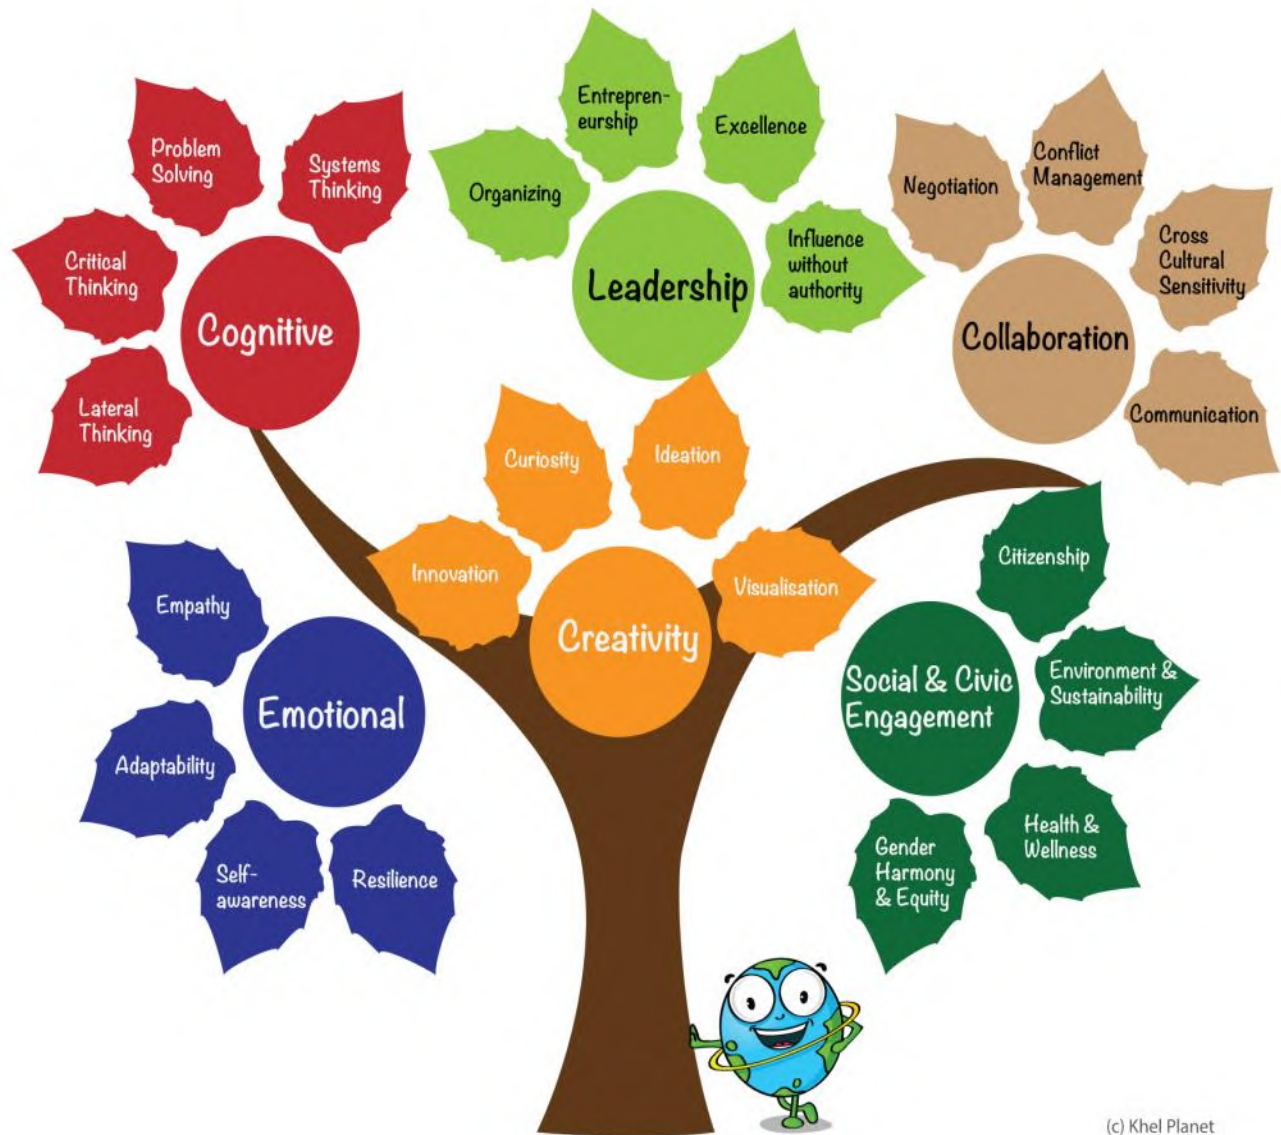 Problem
Solving
Systems
Thinking
Critical
Thinking
Lateral
Thinking
Cognitive
Entrepren-
eurship
Excellence
Organizing
Influence
without
authority
Leadership
Negotiation
Conflict
Management
Cross
Cultural
Sensitivity
Communication
Collaboration
Curiosity
Ideation
Innovation
Visualisation
Creativity
Empathy
Adaptability
Self-
awareness
Resilience
Emotional
Citizenship
Environment &
Sustainability
Health &
Wellness
Gender
Harmony
& Equity
Social & Civic
Engagement
(c) Khel Planet